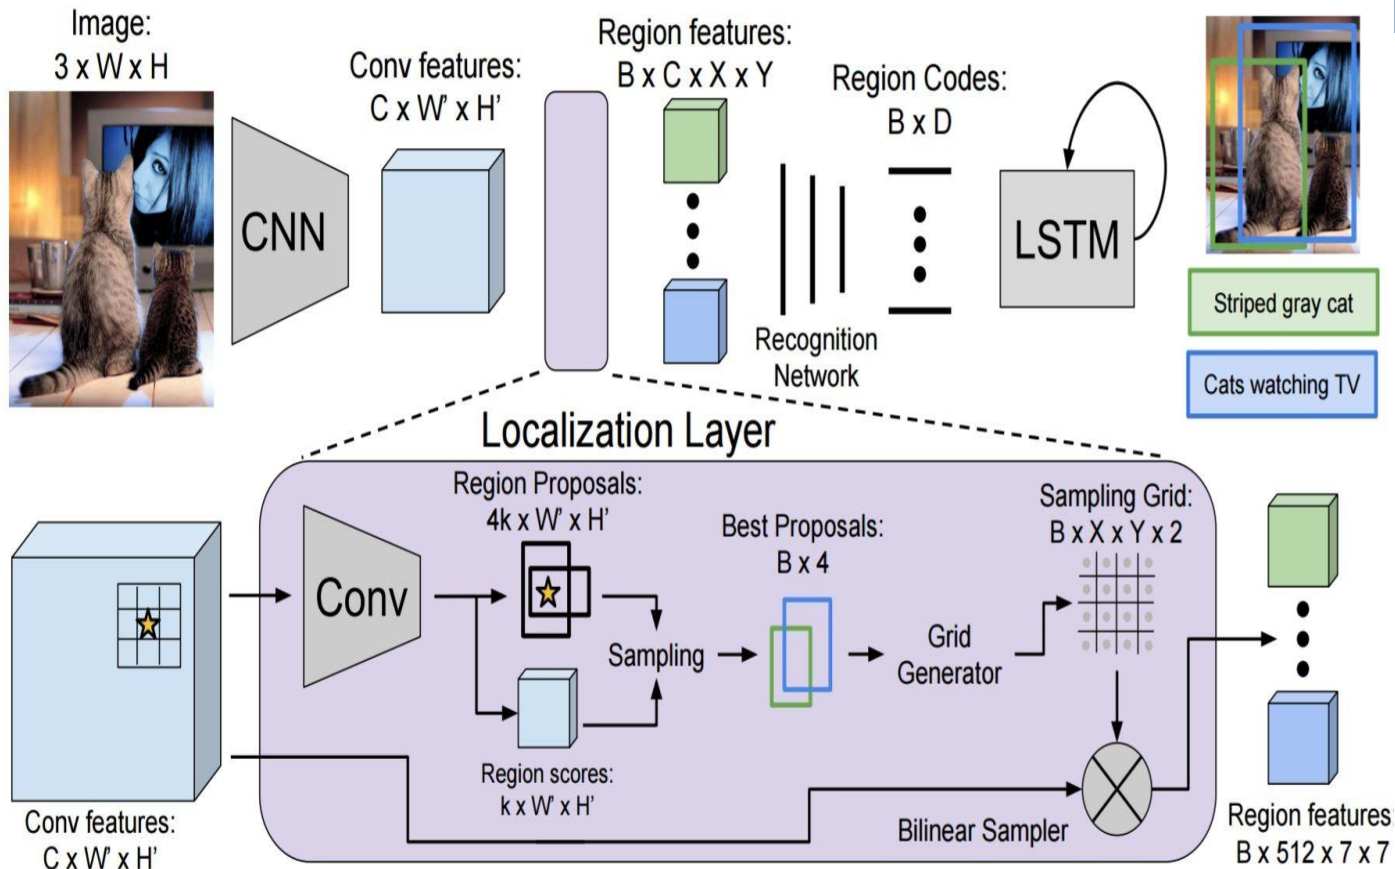 Image:
3 x W x H
Conv features:
C x W' x H'
Region features:
B x C x X x Y
Region Codes:
B x D
CNN
LSTM
Recognition
Network
Striped gray cat
Cats watching TV
Localization Layer
Conv features:
C x W' x H'
Conv
Region Proposals:
4k x W' x H'
Region scores:
k x W' x H'
Sampling
Best Proposals:
B x 4
Grid
Generator
Sampling Grid:
B x X x Y x 2
Bilinear Sampler
Region features:
B x 512 x 7 x 7